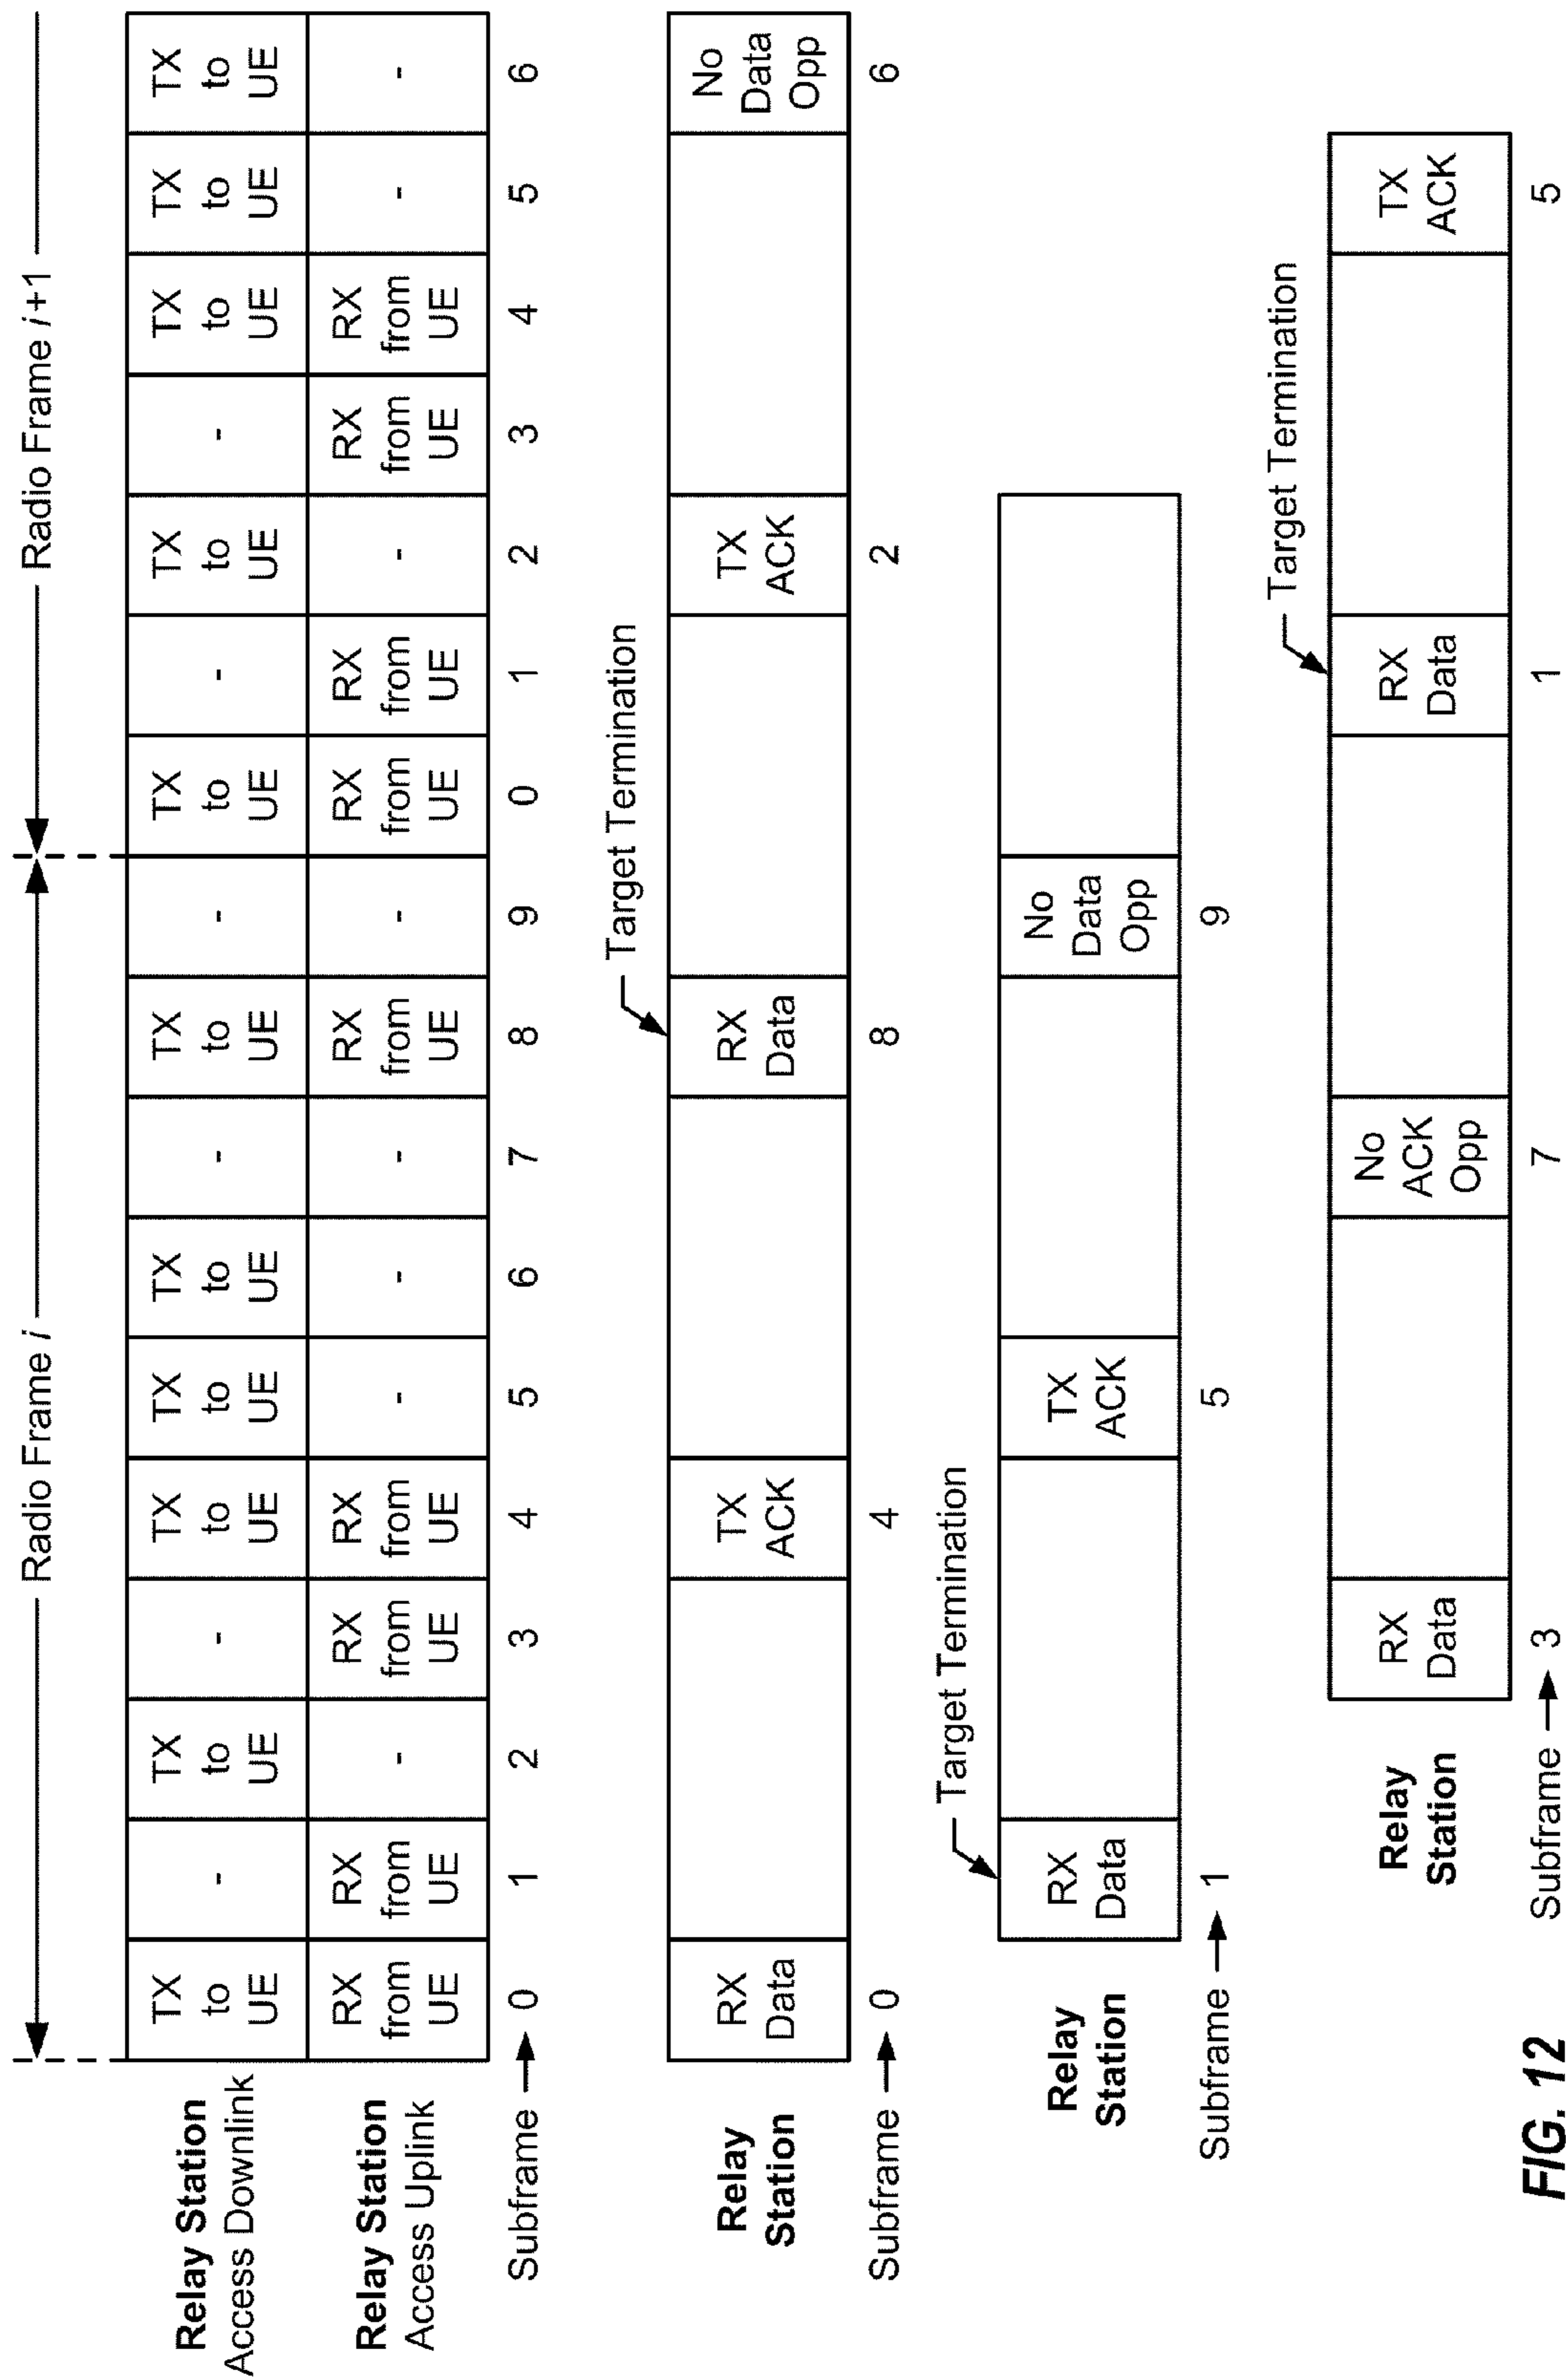 Radio Frame i
Radio Frame i+1
Relay Station
Access Downlink
TX to UE
-
TX to UE
-
TX to UE
TX to UE
TX to UE
-
TX to UE
-
TX to UE
-
TX to UE
-
TX to UE
TX to UE
TX to UE
Relay Station
Access Uplink
RX from UE
RX from UE
-
RX from UE
RX from UE
-
-
-
RX from UE
-
RX from UE
RX from UE
-
RX from UE
RX from UE
-
-
Subframe 0 1 2 3 4 5 6 7 8 9 0 1 2 3 4 5 6
Target Termination
Relay
Station
RX Data
TX ACK
RX Data
TX ACK
No Data Opp
Subframe 0 4 8 2 6
Target Termination
Relay
Station
RX Data
TX ACK
No Data Opp
Subframe 1 5 9
Target Termination
Relay
Station
RX Data
No ACK Opp
RX Data
TX ACK
Subframe 3 7 1 5
FIG. 12